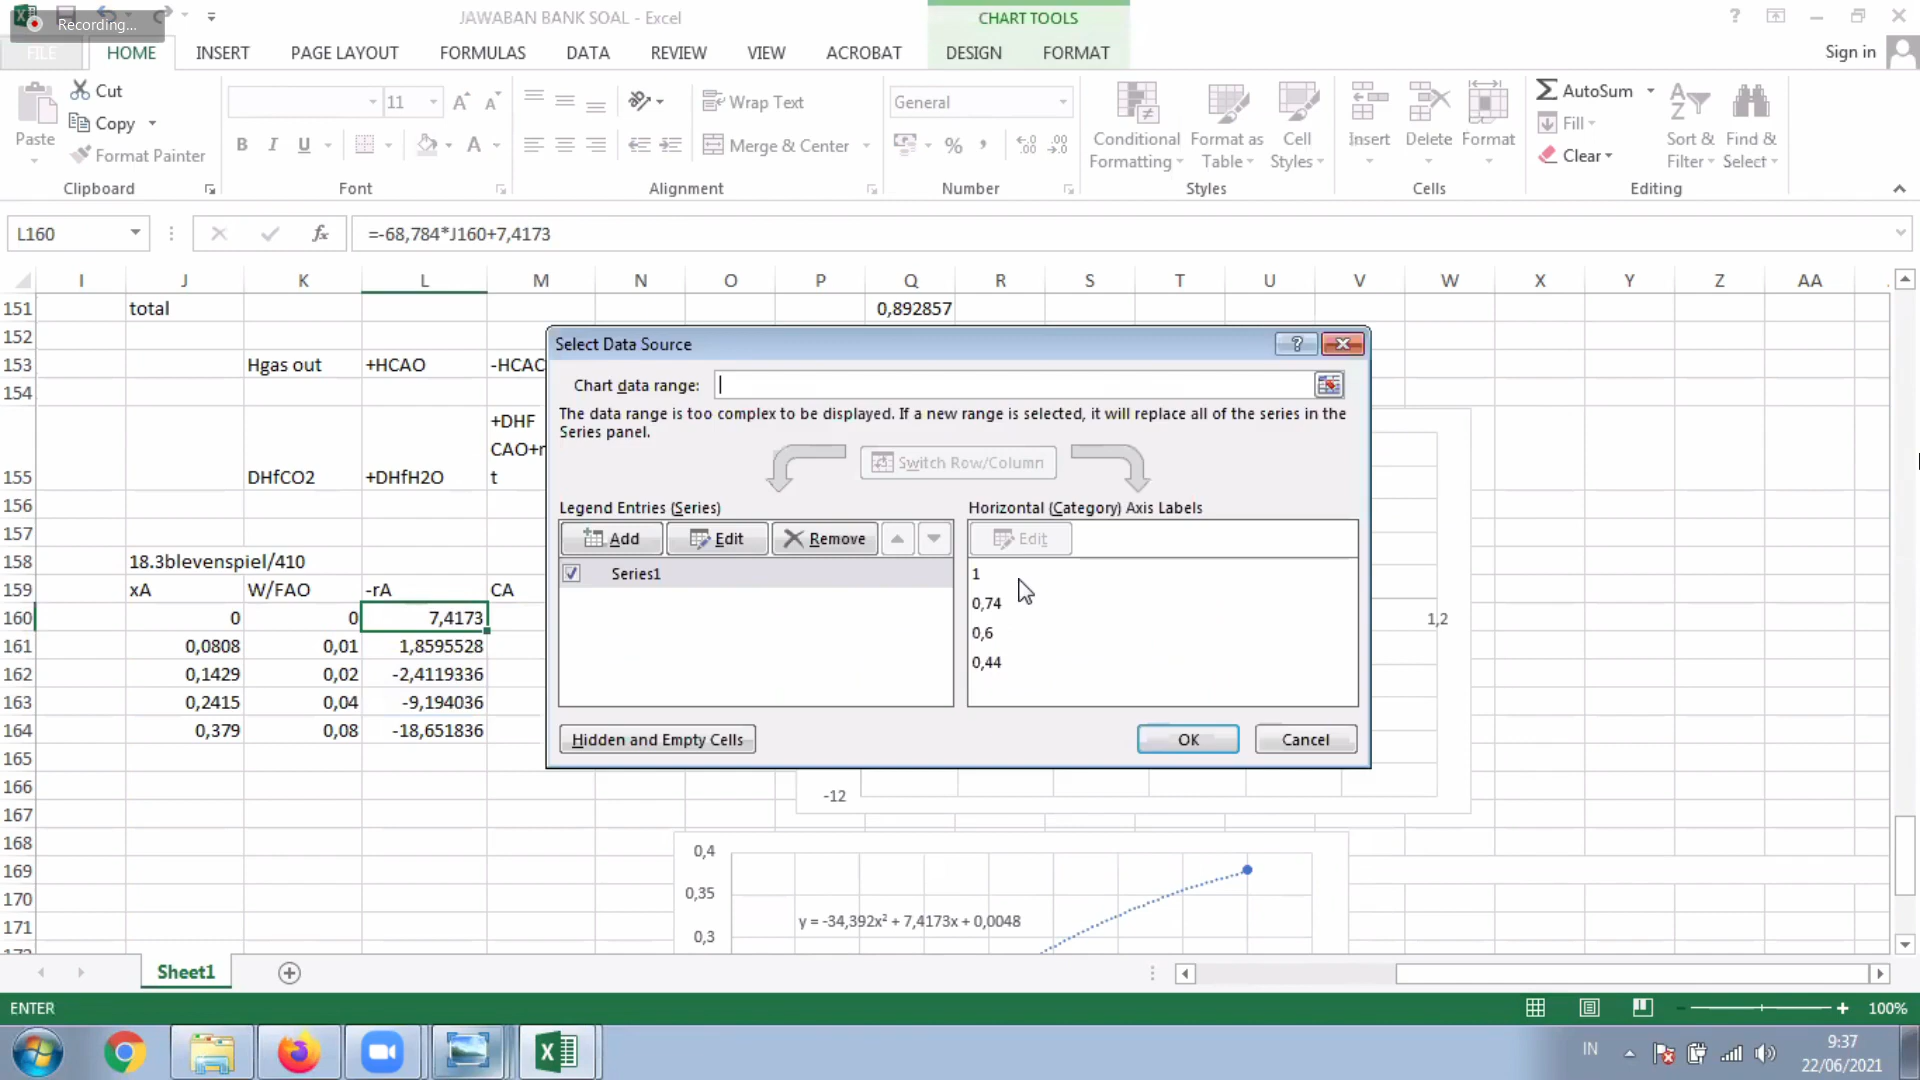 Recording...
JAWABAN BANK SOAL - Excel
CHART TOOLS
FILE
HOME
INSERT
PAGE LAYOUT
FORMULAS
DATA
REVIEW
VIEW
ACROBAT
DESIGN
FORMAT
Sign in
Paste
Cut
Copy
Format Painter
Clipboard
11
B I U
Font
Wrap Text
Merge & Center
Alignment
General
%
Number
Conditional Formatting
Format as Table
Cell Styles
Styles
Insert
Delete
Format
Cells
AutoSum
Fill
Clear
Sort & Filter
Find & Select
Editing
L160
fx
=-68,784*J160+7,4173
I J K L M N O P Q R S T U V W X Y Z AA
151 total 0,892857
152
153 Hgas out +HCAO -HCAC
154
+DHF
CAO+r
155 DHfCO2 +DHfH2O t
156
157
158 18.3blevenspiel/410
159 xA W/FAO -rA CA
160 0 0 7,4173
161 0,0808 0,01 1,8595528
162 0,1429 0,02 -2,4119336
163 0,2415 0,04 -9,194036
164 0,379 0,08 -18,651836
165
166
167
168
169
170
171
Select Data Source
Chart data range:
The data range is too complex to be displayed. If a new range is selected, it will replace all of the series in the
Series panel.
Switch Row/Column
Legend Entries (Series)
Add
Edit
Remove
Series1
Horizontal (Category) Axis Labels
Edit
1
0,74
0,6
0,44
Hidden and Empty Cells
OK
Cancel
1,2
-12
0,4
0,35
y = -34,392x² + 7,4173x + 0,0048
0,3
Sheet1
ENTER
100%
IN
9:37
22/06/2021